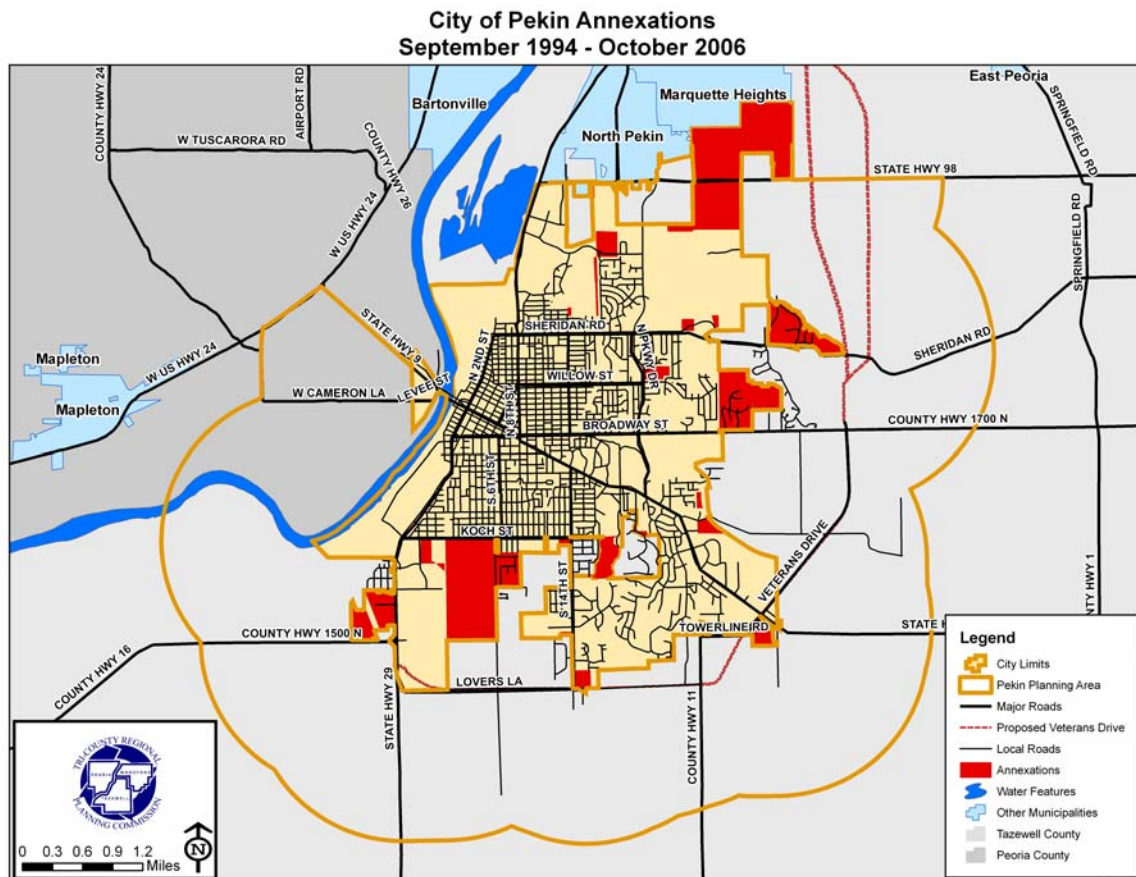 City of Pekin Annexations
September 1994 - October 2006
COUNTY HWY 24
AIRPORT RD
W TUSCARORA RD
COUNTY HWY 26
W US HWY 24
Bartonville
North Pekin
Marquette Heights
East Peoria
SPRINGFIELD RD
STATE HWY 98
SPRINGFIELD RD
SHERIDAN RD
Mapleton
Mapleton
W US HWY 24
STATE HWY 9
W CAMERON LA
LEVEE ST
N 2ND ST
SHERIDAN RD
N PKWY DR
WILLOW ST
N 8TH ST
BROADWAY ST
COUNTY HWY 1700 N
S 6TH ST
KOCH ST
S 14TH ST
VETERANS DRIVE
TOWERLINE RD
COUNTY HWY 1500 N
COUNTY HWY 16
STATE HWY 29
LOVERS LA
COUNTY HWY 11
STATE H
NTY HWY 1
Legend
City Limits
Pekin Planning Area
Major Roads
Proposed Veterans Drive
Local Roads
Annexations
Water Features
Other Municipalities
Tazewell County
Peoria County
TRI-COUNTY REGIONAL
PEORIA WOODFORD
TAZEWELL
PLANNING COMMISSION
N
0 0.3 0.6 0.9 1.2
Miles